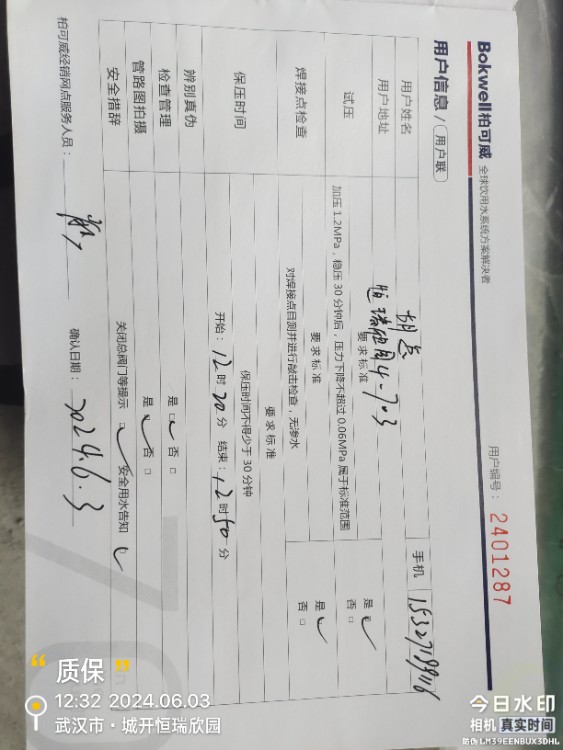 Bokwell柏可威 全球饮用水系统方案解决者
用户编号： 2401287
用户信息 / 用户联
用户姓名 胡总 手机
用户地址 恒瑞欣园4-703
要求标准
试压 加压 1.2MPa，稳压 30 分钟后，压力下降不超过 0.06MPa 属于标准范围 是 ✓ 否 □
要求标准
焊接点检查 对焊接点目测并进行敲击检查，无渗水 是 ✓ 否 □
要求标准
保压时间 保压时间不得少于 30 分钟
开始：12 时 20 分 结束：12 时 50 分
辨别真伪 是 ✓ 否 □
检查管理 是 ✓ 否 □
管路图拍摄
安全措辞 关闭总阀门等提示 ✓ 安全用水告知 ✓
柏可威经销网点服务人员： 确认日期：2024.6.3
“ 质保 ”
12:32 2024.06.03
武汉市·城开恒瑞欣园
今日水印
相机 真实时间
防伪 LM39EENBUX3DHL